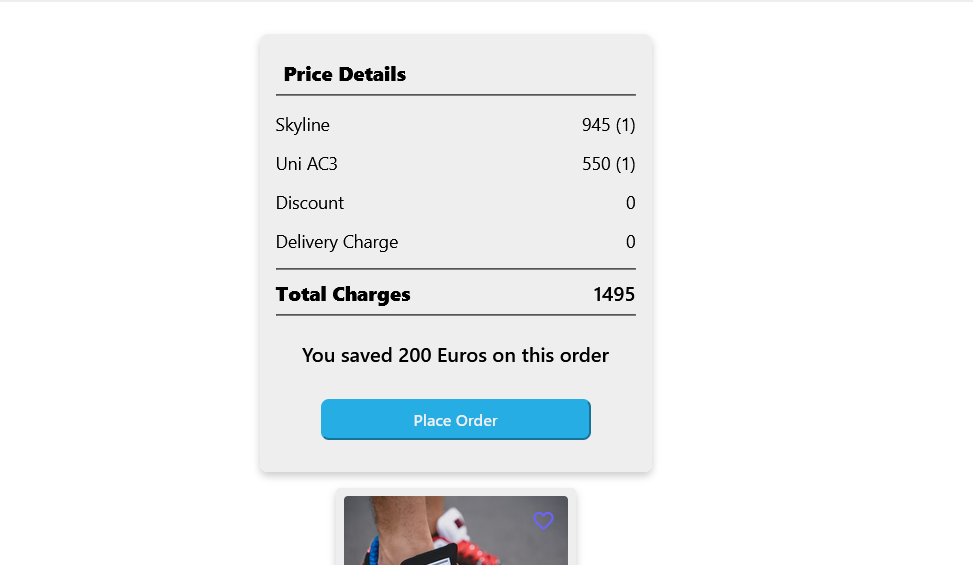 Price Details
Skyline 945 (1)
Uni AC3 550 (1)
Discount 0
Delivery Charge 0
Total Charges 1495
You saved 200 Euros on this order
Place Order